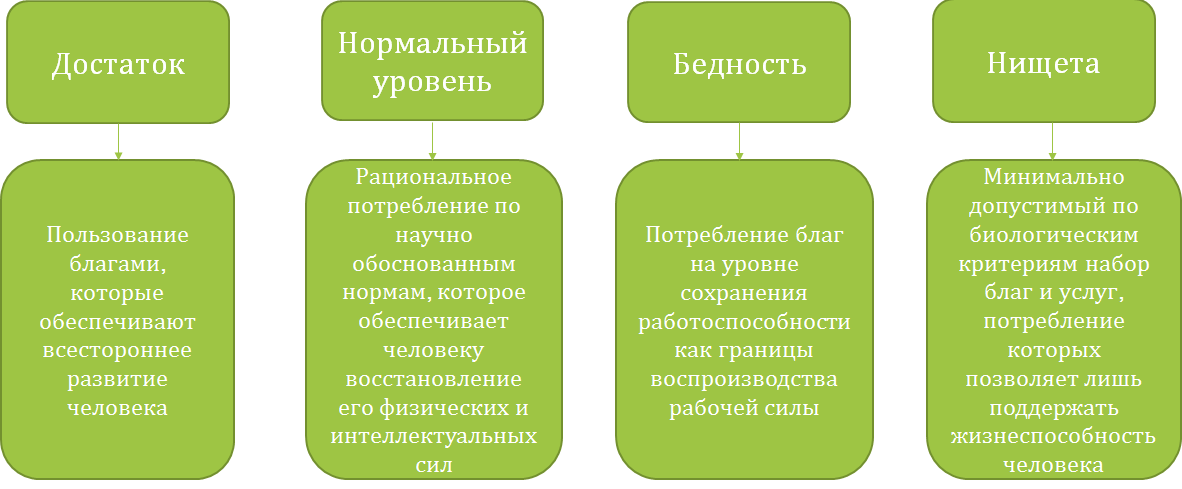 Достаток
Нормальный
уровень
Бедность
Нищета
Пользование
благами,
которые
обеспечивают
всестороннее
развитие
человека
Рациональное
потребление по
научно
обоснованным
нормам, которое
обеспечивает
человеку
восстановление
его физических и
интеллектуальных
сил
Потребление благ
на уровне
сохранения
работоспособности
как границы
воспроизводства
рабочей силы
Минимально
допустимый по
биологическим
критериям набор
благ и услуг,
потребление
которых
позволяет лишь
поддержать
жизнеспособность
человека